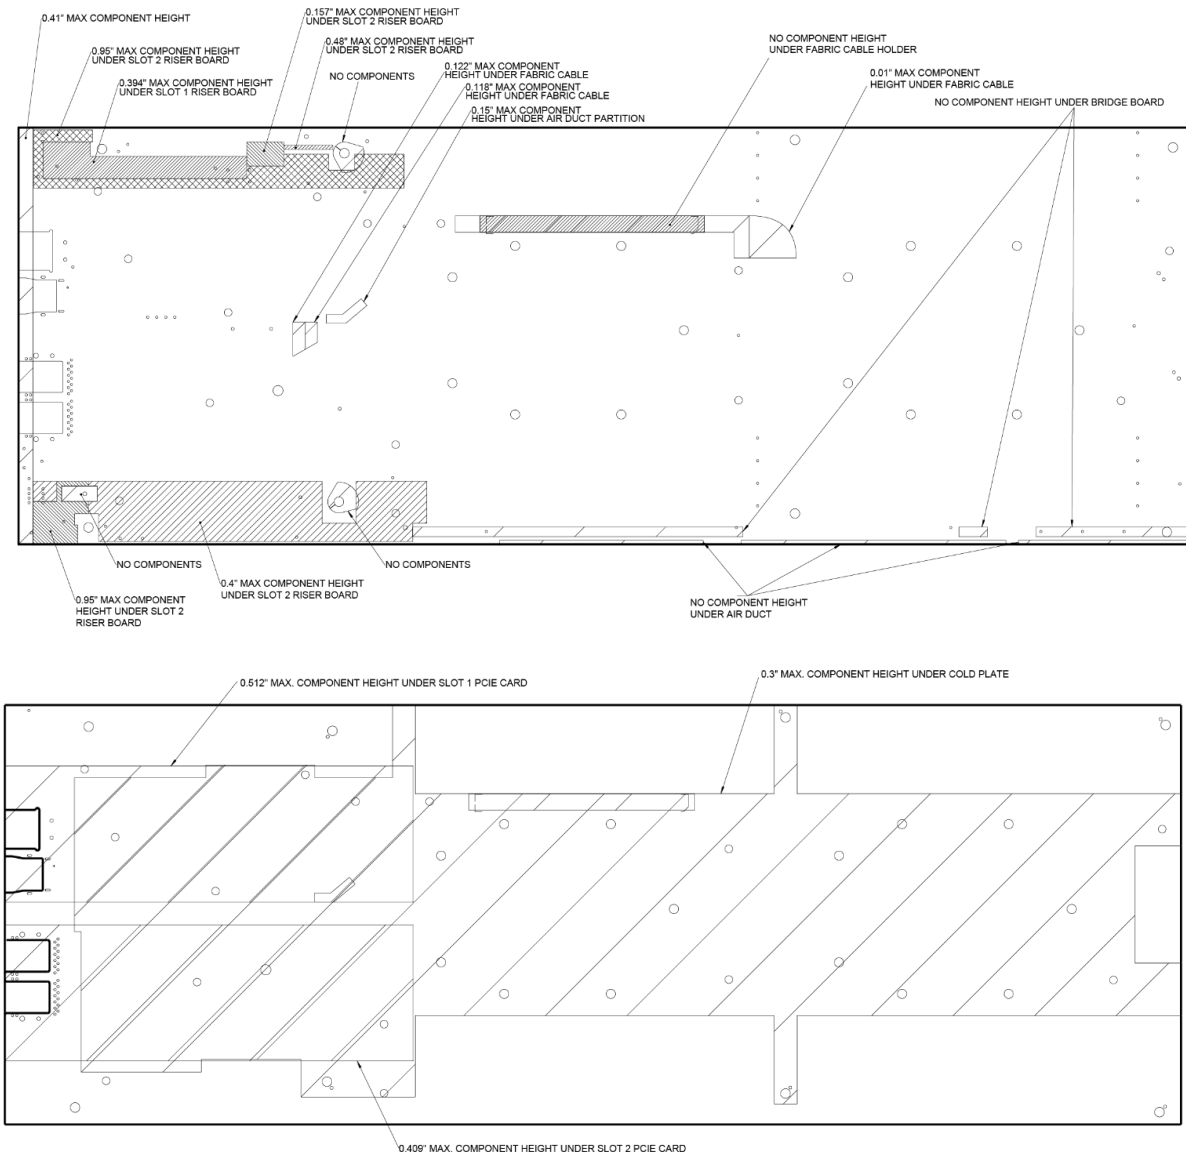 0.41" MAX COMPONENT HEIGHT
0.157" MAX COMPONENT HEIGHT
UNDER SLOT 2 RISER BOARD
0.95" MAX COMPONENT HEIGHT
UNDER SLOT 2 RISER BOARD
0.48" MAX COMPONENT HEIGHT
UNDER SLOT 2 RISER BOARD
0.394" MAX COMPONENT HEIGHT
UNDER SLOT 1 RISER BOARD
NO COMPONENTS
0.122" MAX COMPONENT
HEIGHT UNDER FABRIC CABLE
0.118" MAX COMPONENT
HEIGHT UNDER FABRIC CABLE
0.15" MAX COMPONENT
HEIGHT UNDER AIR DUCT PARTITION
NO COMPONENT HEIGHT
UNDER FABRIC CABLE HOLDER
0.01" MAX COMPONENT
HEIGHT UNDER FABRIC CABLE
NO COMPONENT HEIGHT UNDER BRIDGE BOARD
NO COMPONENTS
NO COMPONENTS
0.4" MAX COMPONENT HEIGHT
UNDER SLOT 2 RISER BOARD
0.95" MAX COMPONENT
HEIGHT UNDER SLOT 2
RISER BOARD
NO COMPONENT HEIGHT
UNDER AIR DUCT
0.512" MAX. COMPONENT HEIGHT UNDER SLOT 1 PCIE CARD
0.3" MAX. COMPONENT HEIGHT UNDER COLD PLATE
0.409" MAX. COMPONENT HEIGHT UNDER SLOT 2 PCIE CARD